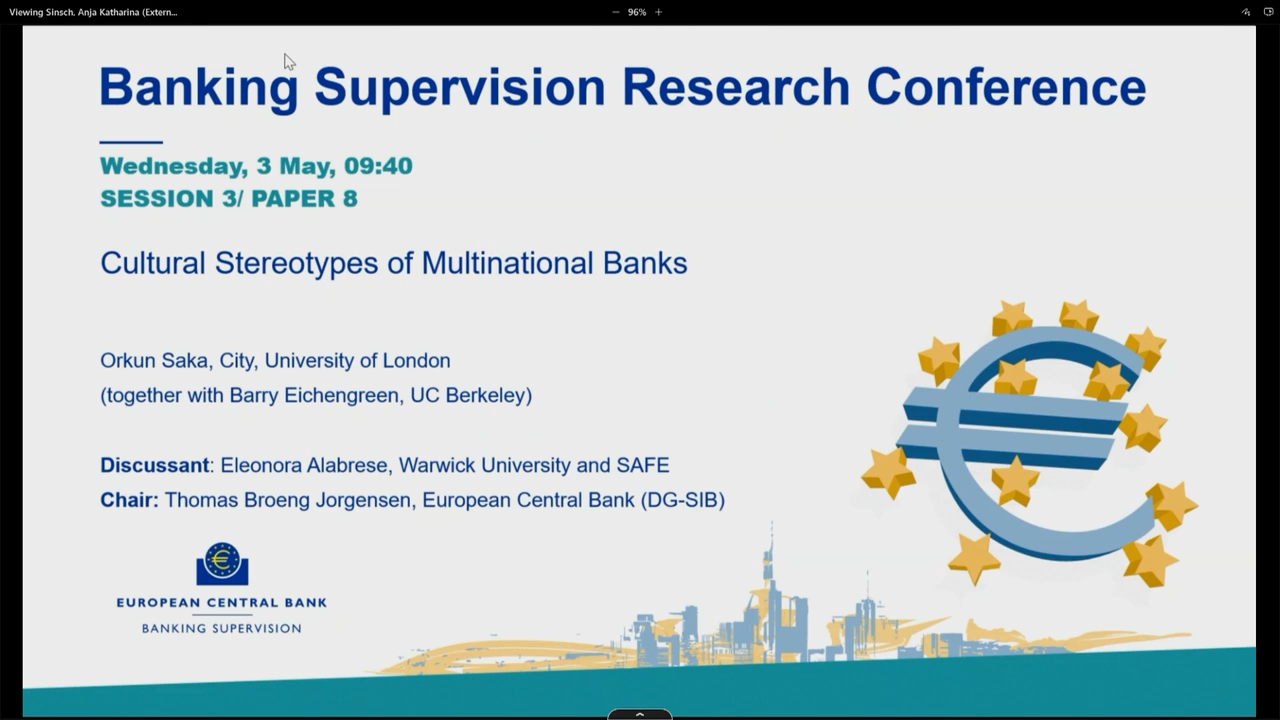 Viewing Sinsch, Anja Katharina (Extern...
96%
Banking Supervision Research Conference
Wednesday, 3 May, 09:40
SESSION 3/ PAPER 8
Cultural Stereotypes of Multinational Banks
Orkun Saka, City, University of London
(together with Barry Eichengreen, UC Berkeley)
Discussant: Eleonora Alabrese, Warwick University and SAFE
Chair: Thomas Broeng Jorgensen, European Central Bank (DG-SIB)
EUROPEAN CENTRAL BANK
BANKING SUPERVISION